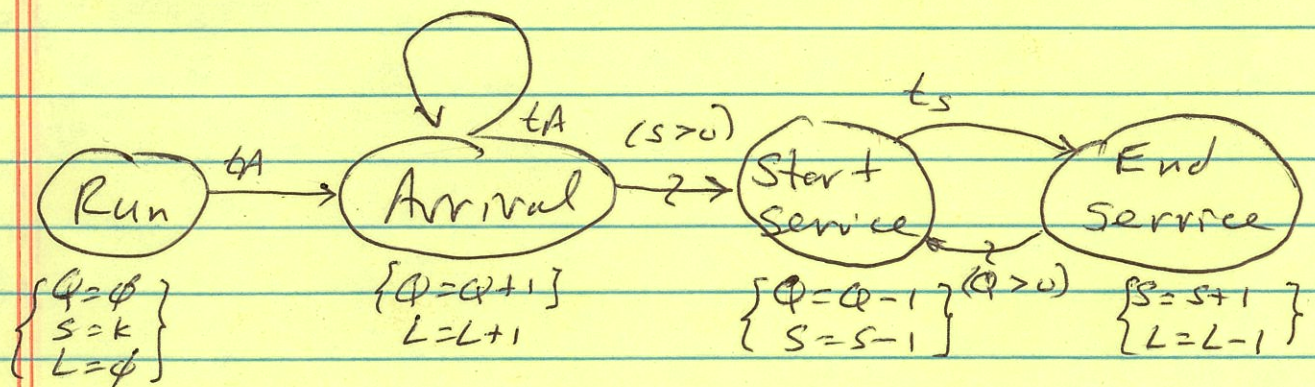 tA
(S>0)
ts
tA
Run
Arrival
Start
Service
End
Service
{Q=ϕ
S=k
L=ϕ}
{Q=Q+1}
L=L+1
{Q=Q-1
S=S-1}
(Q>0)
{S=S+1
L=L-1}